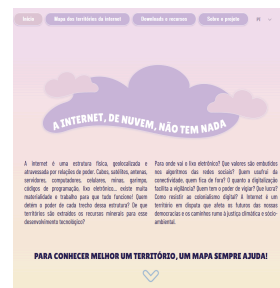 Início
Mapa dos territórios da internet
Downloads e recursos
Sobre o projeto
A INTERNET, DE NUVEM, NÃO TEM NADA
A internet é uma estrutura física, geolocalizada e
atravessada por relações de poder. Cabos, satélites, antenas,
servidores, computadores, celulares, minas, garimpo,
códigos de programação, lixo eletrônico... existe muita
materialidade e trabalho para que tudo funcione! Quem
detém o poder de cada trecho dessa estrutura? De que
territórios são extraídos os recursos minerais para esse
desenvolvimento tecnológico?
Para onde vai o lixo eletrônico? Que valores são embutidos
nos algoritmos das redes sociais? Quem usufrui da
conectividade, quem fica de fora? O quanto a digitalização
facilita a vigilância? Quem tem o poder de vigiar? Que lucra?
Como resistir ao colonialismo digital? A Internet é um
território em disputa que afeta os futuros das nossas
democracias e os caminhos rumo à justiça climática e sócio-
ambiental.
PARA CONHECER MELHOR UM TERRITÓRIO, UM MAPA SEMPRE AJUDA!